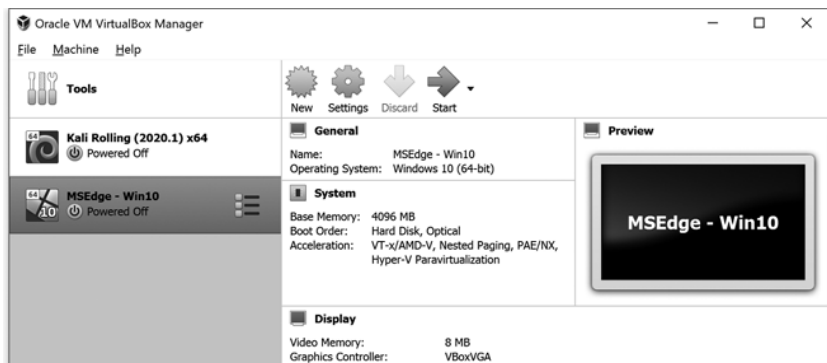 Oracle VM VirtualBox Manager
File Machine Help
Tools
New Settings Discard Start
64
Kali Rolling (2020.1) x64
Powered Off
64
10
MSEdge - Win10
Powered Off
General
Name: MSEdge - Win10
Operating System: Windows 10 (64-bit)
System
Base Memory: 4096 MB
Boot Order: Hard Disk, Optical
Acceleration: VT-x/AMD-V, Nested Paging, PAE/NX,
Hyper-V Paravirtualization
Display
Video Memory: 8 MB
Graphics Controller: VBoxVGA
Preview
MSEdge - Win10